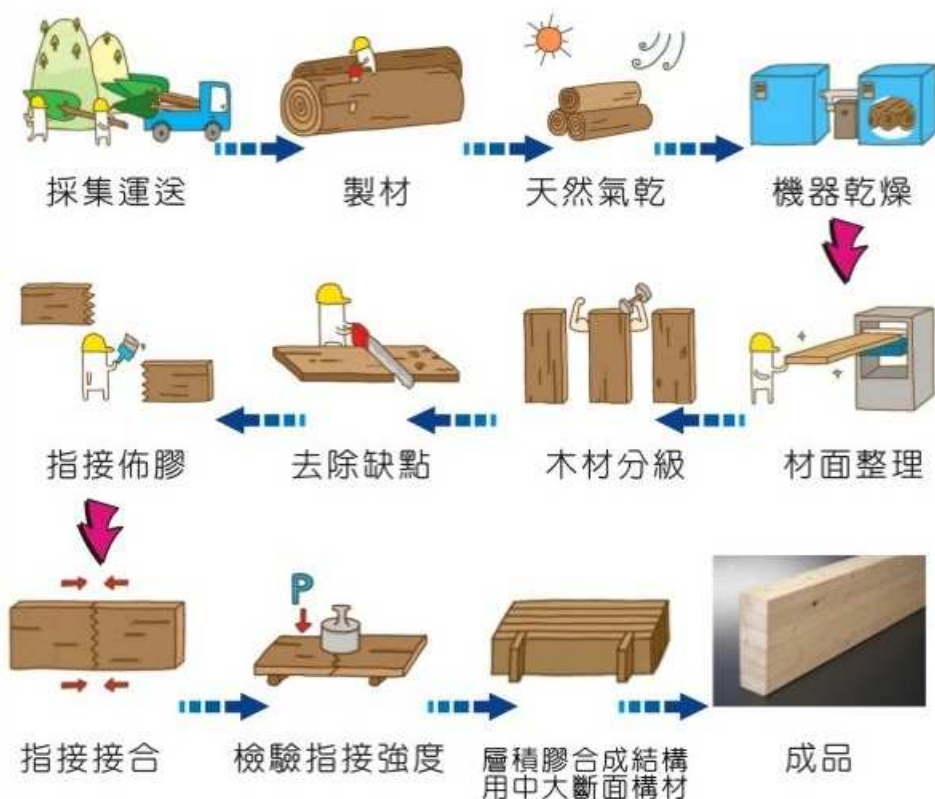 採集運送
製材
天然氣乾
機器乾燥
材面整理
木材分級
去除缺點
指接佈膠
指接接合
P
檢驗指接強度
層積膠合成結構
用中大斷面構材
成品